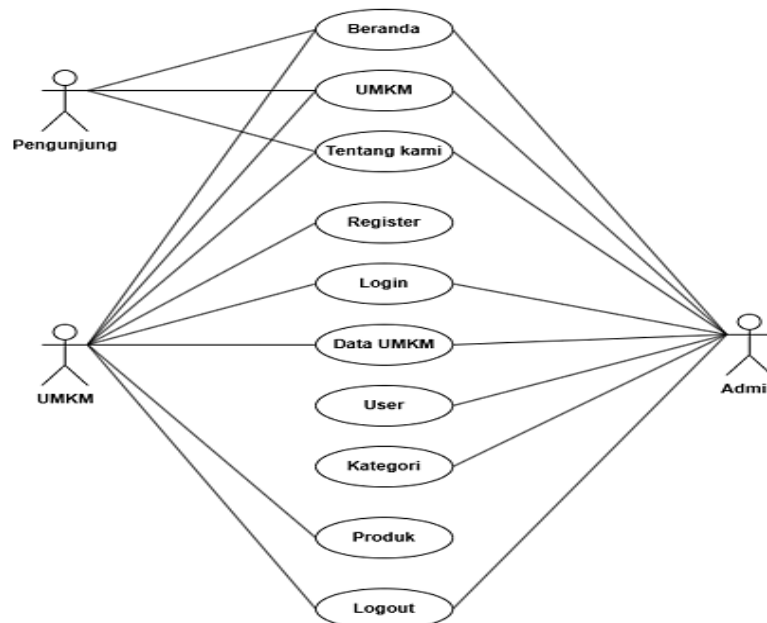 Beranda
UMKM
Pengunjung
Tentang kami
Register
Login
Data UMKM
UMKM
Admi
User
Kategori
Produk
Logout